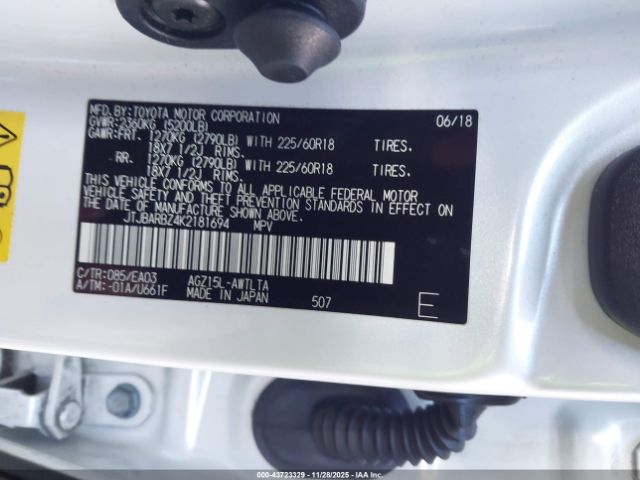 MFD.BY:TOYOTA MOTOR CORPORATION 06/18
GVWR:2360KG (5200LB)
GAWR:FRT. 1270KG (2790LB) WITH 225/60R18 TIRES.
18X7 1/2J RIMS.
RR. 1270KG (2790LB) WITH 225/60R18 TIRES.
18X7 1/2J RIMS.
THIS VEHICLE CONFORMS TO ALL APPLICABLE FEDERAL MOTOR
VEHICLE SAFETY AND THEFT PREVENTION STANDARDS IN EFFECT ON
THE DATE OF MANUFACTURE SHOWN ABOVE.
JTJBARBZ4K2181694 MPV
C/TR:085/EA03 AGZ15L-AWTLTA
A/TM:-01A/U661F MADE IN JAPAN 507 E
000-43723329 | 11/28/2025 | IAAI.CA